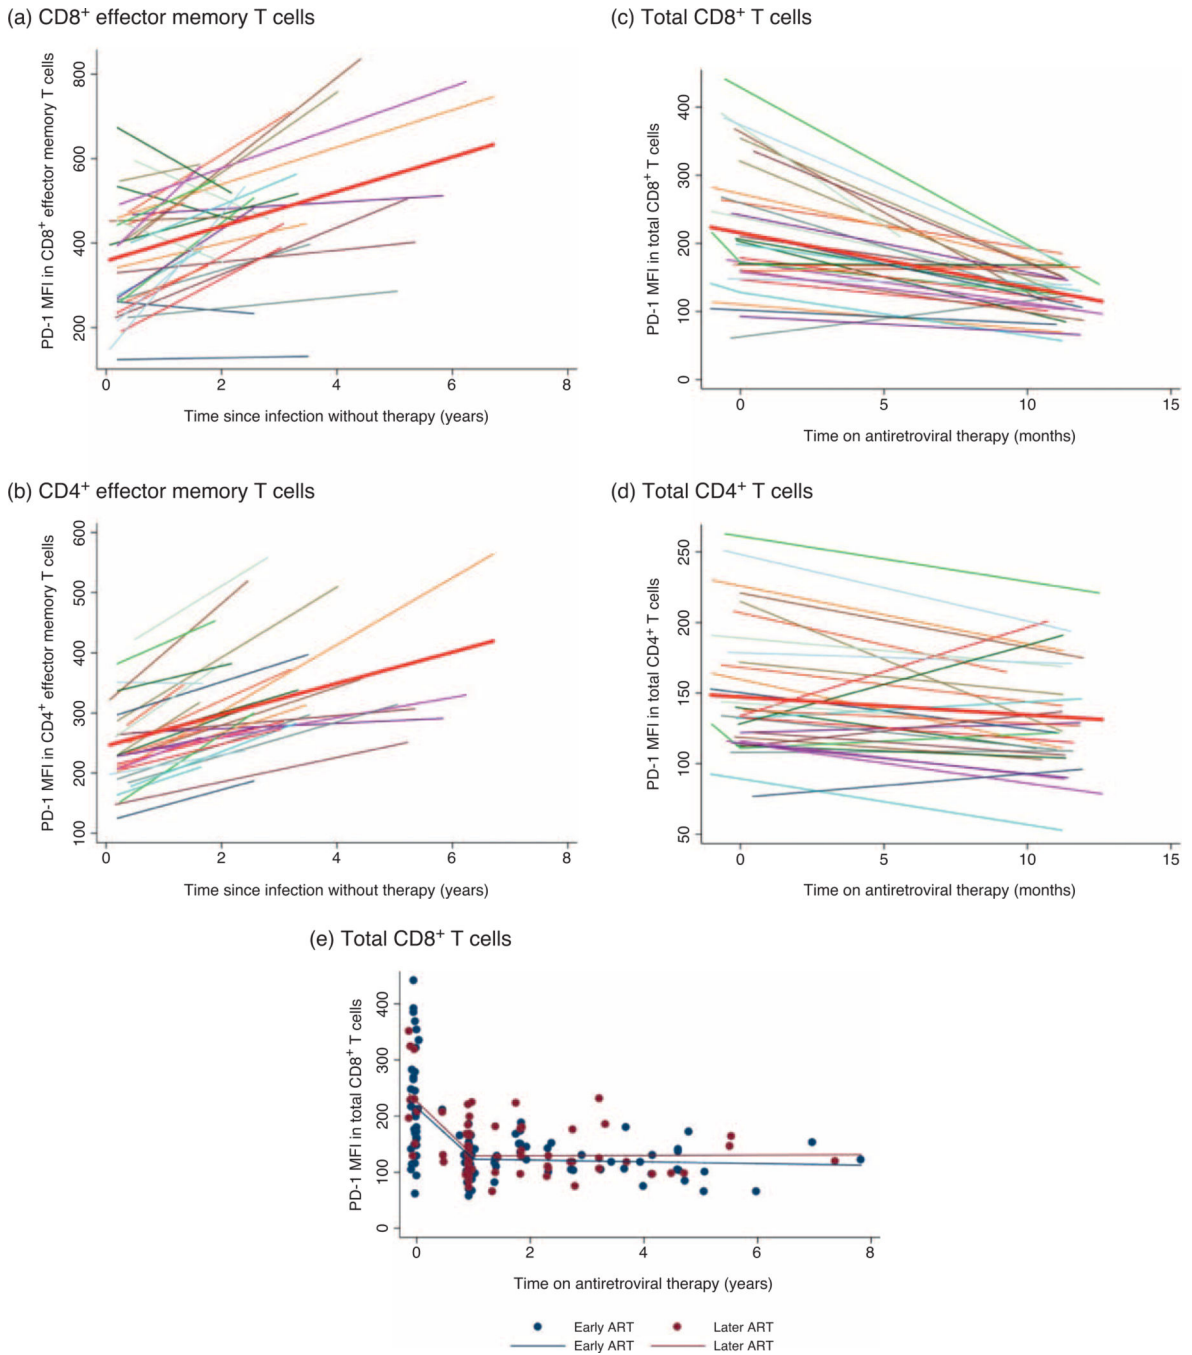 (a) CD8⁺ effector memory T cells
PD-1 MFI in CD8⁺ effector memory T cells
800
600
400
200
0 2 4 6 8
Time since infection without therapy (years)
(c) Total CD8⁺ T cells
PD-1 MFI in total CD8⁺ T cells
400
300
200
100
0
0 5 10 15
Time on antiretroviral therapy (months)
(b) CD4⁺ effector memory T cells
PD-1 MFI in CD4⁺ effector memory T cells
600
500
400
300
200
100
0 2 4 6 8
Time since infection without therapy (years)
(d) Total CD4⁺ T cells
PD-1 MFI in total CD4⁺ T cells
250
200
150
100
50
0 5 10 15
Time on antiretroviral therapy (months)
(e) Total CD8⁺ T cells
PD-1 MFI in total CD8⁺ T cells
400
300
200
100
0
0 2 4 6 8
Time on antiretroviral therapy (years)
Early ART Later ART
Early ART Later ART